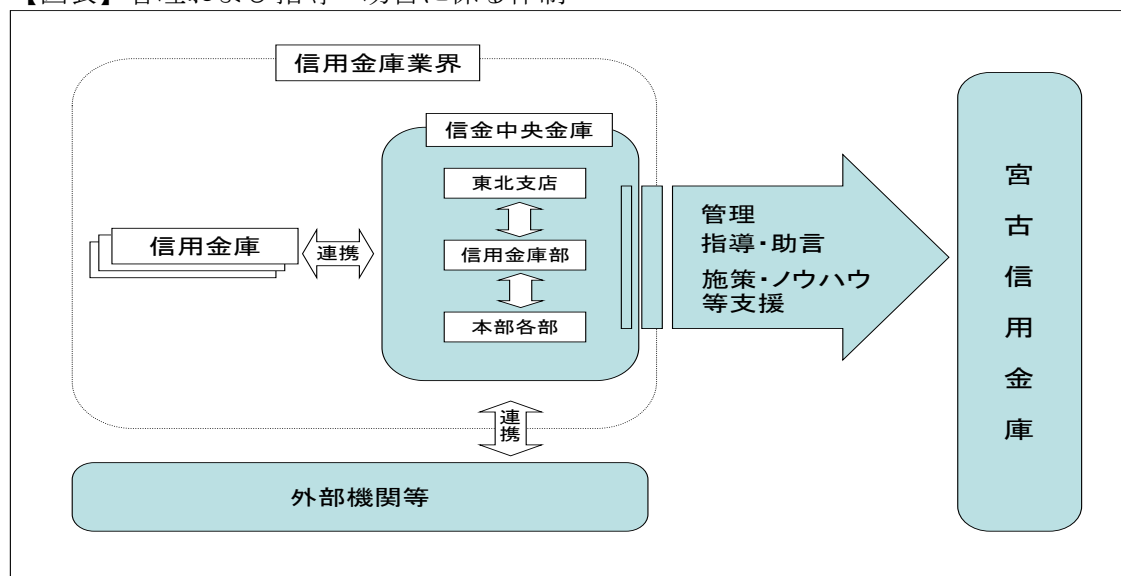 信用金庫業界
信金中央金庫
東北支店
信用金庫
連携
信用金庫部
本部各部
管理
指導・助言
施策・ノウハウ
等支援
宮古信用金庫
連携
外部機関等